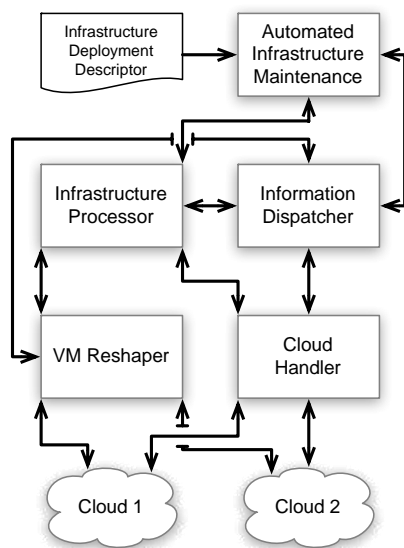 Infrastructure
Deployment
Descriptor
Automated
Infrastructure
Maintenance
Infrastructure
Processor
Information
Dispatcher
VM Reshaper
Cloud
Handler
Cloud 1
Cloud 2